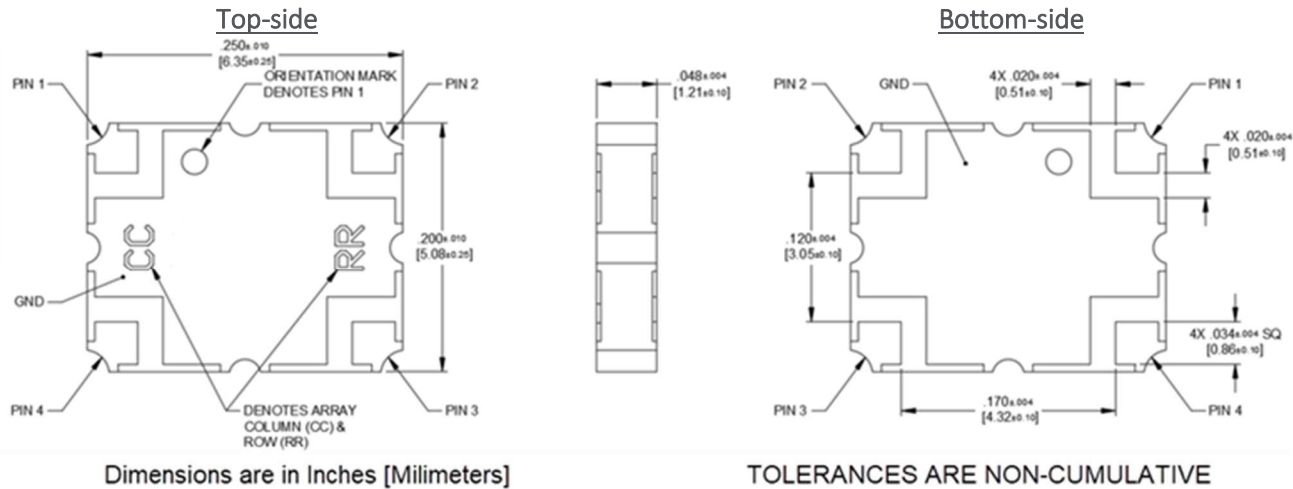 Top-side
Bottom-side
.250±.010
[6.35±0.25]
PIN 1
ORIENTATION MARK
DENOTES PIN 1
PIN 2
.048±.004
[1.21±0.10]
PIN 2
GND
4X .020±.004
[0.51±0.10]
PIN 1
4X .020±.004
[0.51±0.10]
CC
RR
.200±.010
[5.08±0.25]
.120±.004
[3.05±0.10]
GND
4X .034±.004 SQ
[0.86±0.10]
PIN 4
DENOTES ARRAY
COLUMN (CC) &
ROW (RR)
PIN 3
PIN 3
.170±.004
[4.32±0.10]
PIN 4
Dimensions are in Inches [Milimeters]
TOLERANCES ARE NON-CUMULATIVE